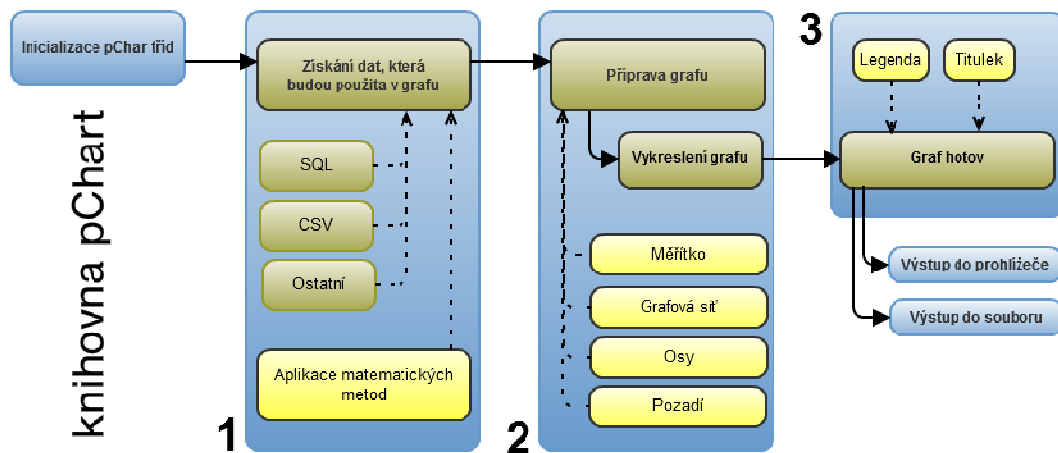 knihovna pChart
Inicializace pChar tříd
1
Získání dat, která
budou použita v grafu
SQL
CSV
Ostatní
Aplikace matematických
metod
2
Příprava grafu
Vykreslení grafu
Měřítko
Grafová síť
Osy
Pozadí
3
Legenda
Titulek
Graf hotov
Výstup do prohlížeče
Výstup do souboru